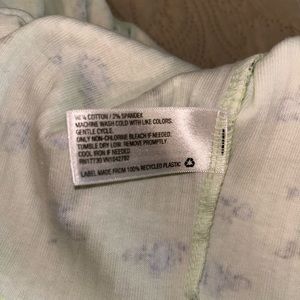 COTTON / 2% SPANDEX
MACHINE WASH COLD WITH LIKE COLORS.
GENTLE CYCLE.
ONLY NON-CHLORINE BLEACH IF NEEDED.
TUMBLE DRY LOW. REMOVE PROMPTLY.
COOL IRON IF NEEDED.
LABEL MADE FROM 100% RECYCLED PLASTIC